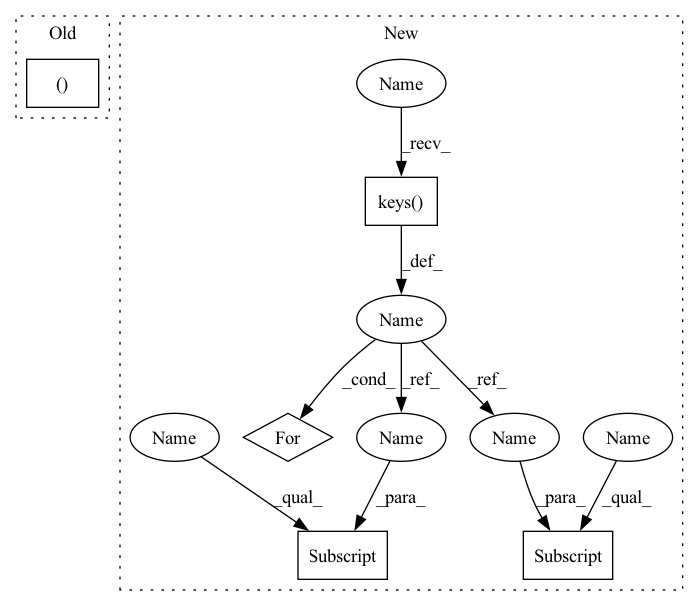 Old
New
()
Name
_recv_
keys()
_def_
Name
_cond_
_ref_
_ref_
Name
For
Name
Name
Name
_qual_
_para_
_para_
_qual_
Subscript
Subscript